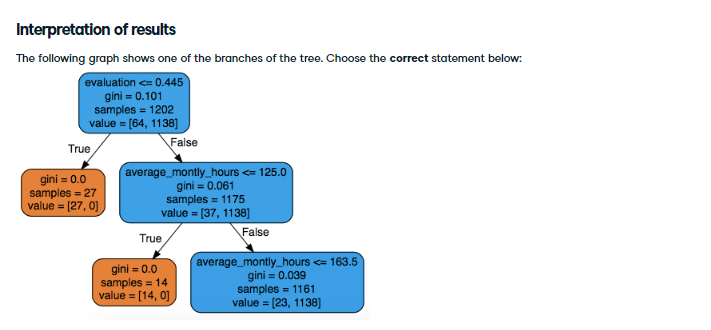 Interpretation of results
The following graph shows one of the branches of the tree. Choose the correct statement below:
evaluation <= 0.445
gini = 0.101
samples = 1202
value = [64, 1138]
True
False
gini = 0.0
samples = 27
value = [27, 0]
average_montly_hours <= 125.0
gini = 0.061
samples = 1175
value = [37, 1138]
True
False
gini = 0.0
samples = 14
value = [14, 0]
average_montly_hours <= 163.5
gini = 0.039
samples = 1161
value = [23, 1138]